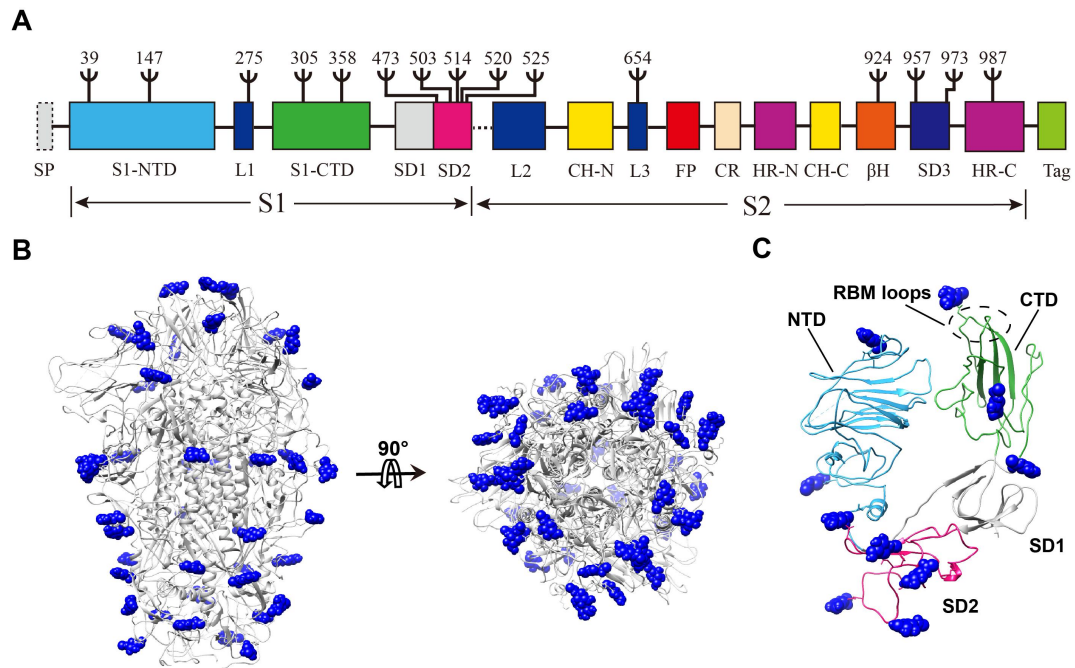 A
39 147 275 305 358 473 503 514 520 525 654 924 957 973 987
SP S1-NTD L1 S1-CTD SD1 SD2 L2 CH-N L3 FP CR HR-N CH-C βH SD3 HR-C Tag
S1 S2
B
90°
C
RBM loops
CTD
NTD
SD1
SD2